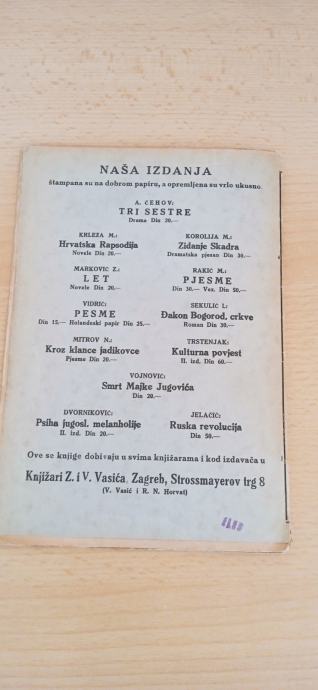 NAŠA IZDANJA
štampana su na dobrom papiru, a opremljena su vrlo ukusno.
A. ČEHOV:
TRI SESTRE
Drama Din 20.—
KRLEŽA M.:
Hrvatska Rapsodija
Novele Din 20.—
KOROLIJA M.:
Zidanje Skadra
Dramatska pjesan Din 30.—
MARKOVIĆ Z.:
LET
Novele Din 20.—
RAKIĆ M.:
PJESME
Din 30.— Vez. Din 50.—
VIDRIĆ:
PESME
Din 15.— Holandeski papir Din 25.—
SEKULIĆ I.:
Đakon Bogorod. crkve
Roman Din 30.—
MITROV N.:
Kroz klance jadikovce
Pjesme Din 20.—
TRSTENJAK:
Kulturna povjest
II. izd. Din 60.—
VOJNOVIĆ:
Smrt Majke Jugovića
Din 20.—
DVORNIKOVIĆ:
Psiha jugosl. melanholije
II. izd. Din 20.—
JELAČIĆ:
Ruska revolucija
Din 50.—
Ove se knjige dobivaju u svima knjižarama i kod izdavača u
Knjižari Z. i V. Vasića, Zagreb, Strossmayerov trg 8
(V. Vasić i R. N. Horvat)